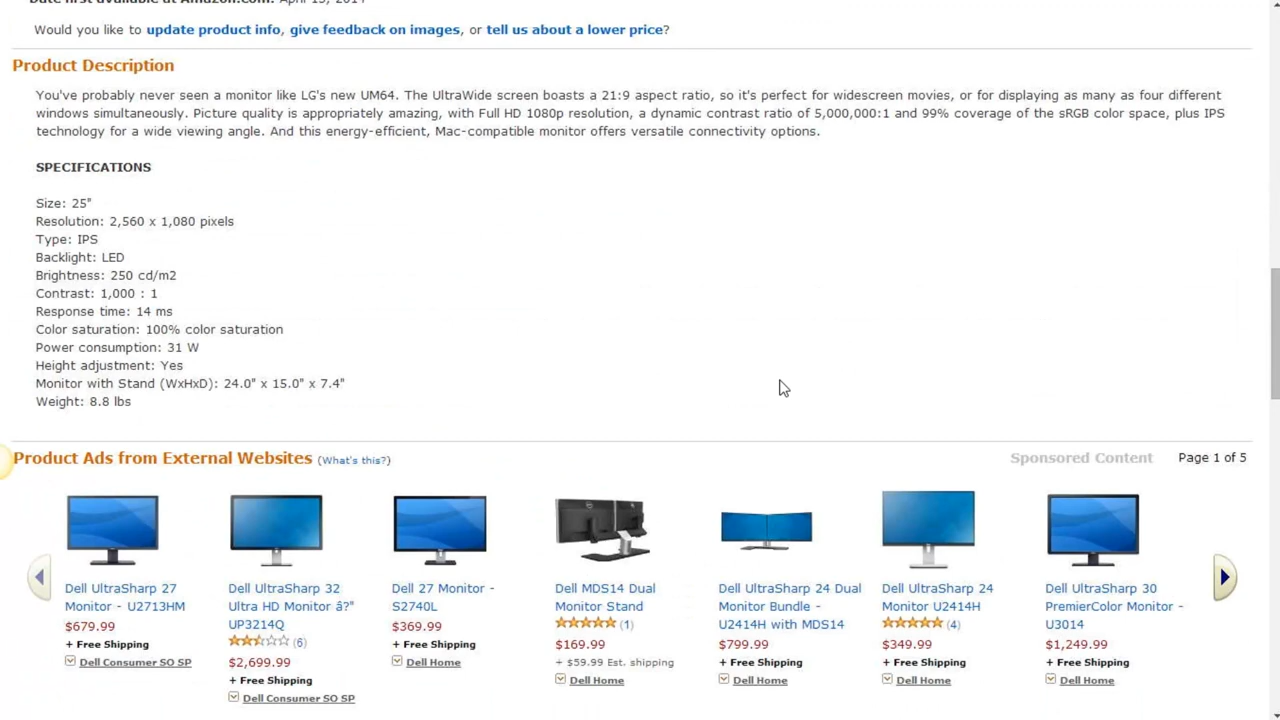 Date first available at Amazon.com: April 15, 2014
Would you like to update product info, give feedback on images, or tell us about a lower price?
Product Description
You've probably never seen a monitor like LG's new UM64. The UltraWide screen boasts a 21:9 aspect ratio, so it's perfect for widescreen movies, or for displaying as many as four different
windows simultaneously. Picture quality is appropriately amazing, with Full HD 1080p resolution, a dynamic contrast ratio of 5,000,000:1 and 99% coverage of the sRGB color space, plus IPS
technology for a wide viewing angle. And this energy-efficient, Mac-compatible monitor offers versatile connectivity options.
SPECIFICATIONS
Size: 25"
Resolution: 2,560 x 1,080 pixels
Type: IPS
Backlight: LED
Brightness: 250 cd/m2
Contrast: 1,000 : 1
Response time: 14 ms
Color saturation: 100% color saturation
Power consumption: 31 W
Height adjustment: Yes
Monitor with Stand (WxHxD): 24.0" x 15.0" x 7.4"
Weight: 8.8 lbs
Product Ads from External Websites (What's this?)
Sponsored Content Page 1 of 5
Dell UltraSharp 27
Monitor - U2713HM
$679.99
+ Free Shipping
Dell Consumer SO SP
Dell UltraSharp 32
Ultra HD Monitor â?"
UP3214Q
(6)
$2,699.99
+ Free Shipping
Dell Consumer SO SP
Dell 27 Monitor -
S2740L
$369.99
+ Free Shipping
Dell Home
Dell MDS14 Dual
Monitor Stand
(1)
$169.99
+ $59.99 Est. shipping
Dell Home
Dell UltraSharp 24 Dual
Monitor Bundle -
U2414H with MDS14
$799.99
+ Free Shipping
Dell Home
Dell UltraSharp 24
Monitor U2414H
(4)
$349.99
+ Free Shipping
Dell Home
Dell UltraSharp 30
PremierColor Monitor -
U3014
$1,249.99
+ Free Shipping
Dell Home